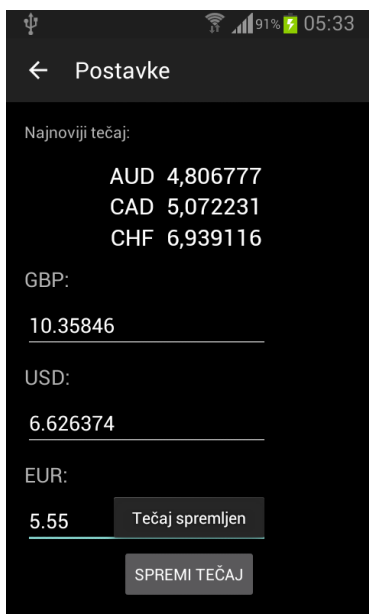 91% 05:33
Postavke
Najnoviji tečaj:
AUD 4,806777
CAD 5,072231
CHF 6,939116
GBP:
10.35846
USD:
6.626374
EUR:
5.55
Tečaj spremljen
SPREMI TEČAJ